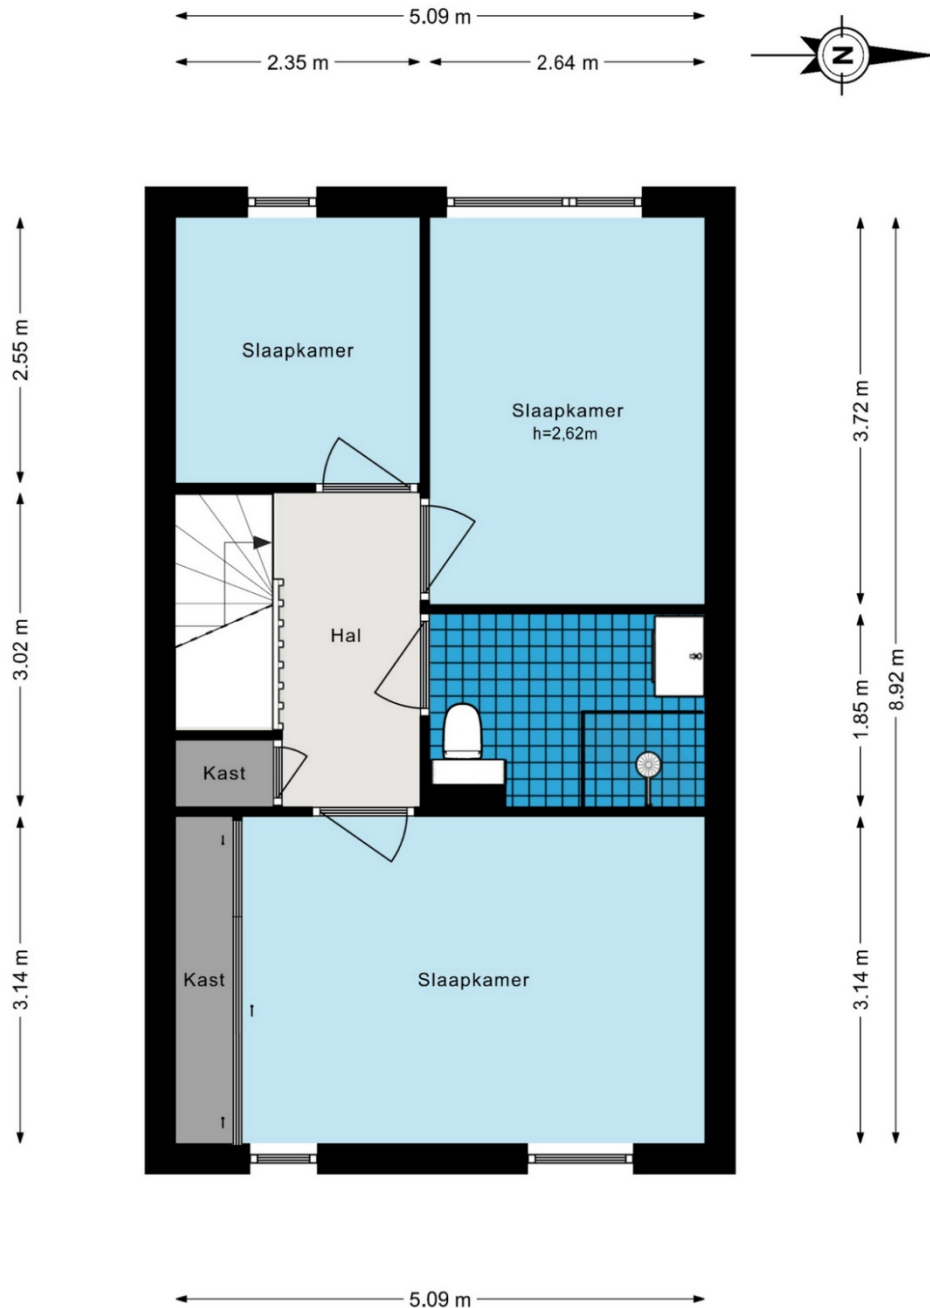 5.09 m
2.35 m
2.64 m
N
2.55 m
3.02 m
3.14 m
Slaapkamer
Slaapkamer
h=2,62m
Hal
Kast
Kast
Slaapkamer
3.72 m
1.85 m
3.14 m
8.92 m
5.09 m